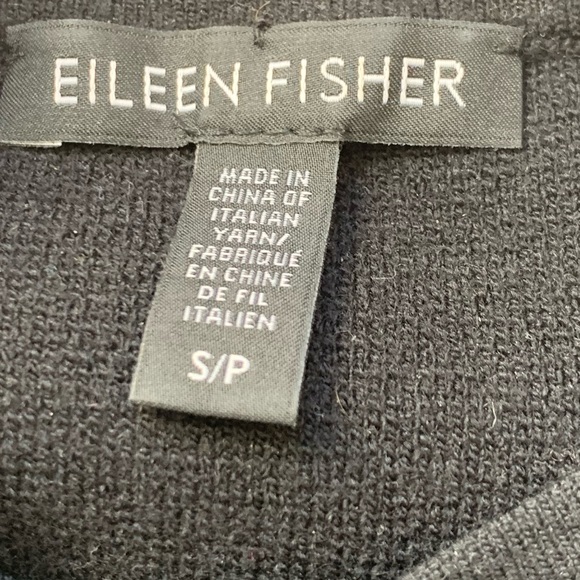 EILEEN FISHER
MADE IN
CHINA OF
ITALIAN
YARN/
FABRIQUÉ
EN CHINE
DE FIL
ITALIEN
S/P